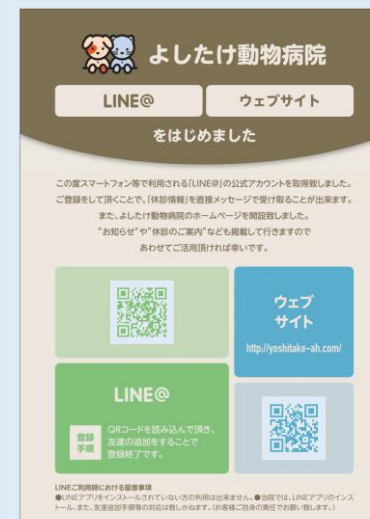 よしたけ動物病院
LINE@
ウェブサイト
をはじめました
この度スマートフォン等で利用される「LINE@」の公式アカウントを取得致しました。
ご登録をして頂くことで、「休診情報」を直接メッセージで受け取ることが出来ます。
また、よしたけ動物病院のホームページを開設致しました。
"お知らせ"や"休診のご案内"なども掲載して行きますので
あわせてご活用頂ければ幸いです。
ウェブ
サイト
http://yoshitake-ah.com/
LINE@
登録
手順
QRコードを読み込んで頂き、
友達の追加をすることで
登録終了です。
LINEご利用時における留意事項
●LINEアプリをインストールされていない方の利用は出来ません。●当院では、LINEアプリのインス
トール、また、友達追加手順等の対応は致しかねます。(お客様ご自身の責任でお願い致します。)